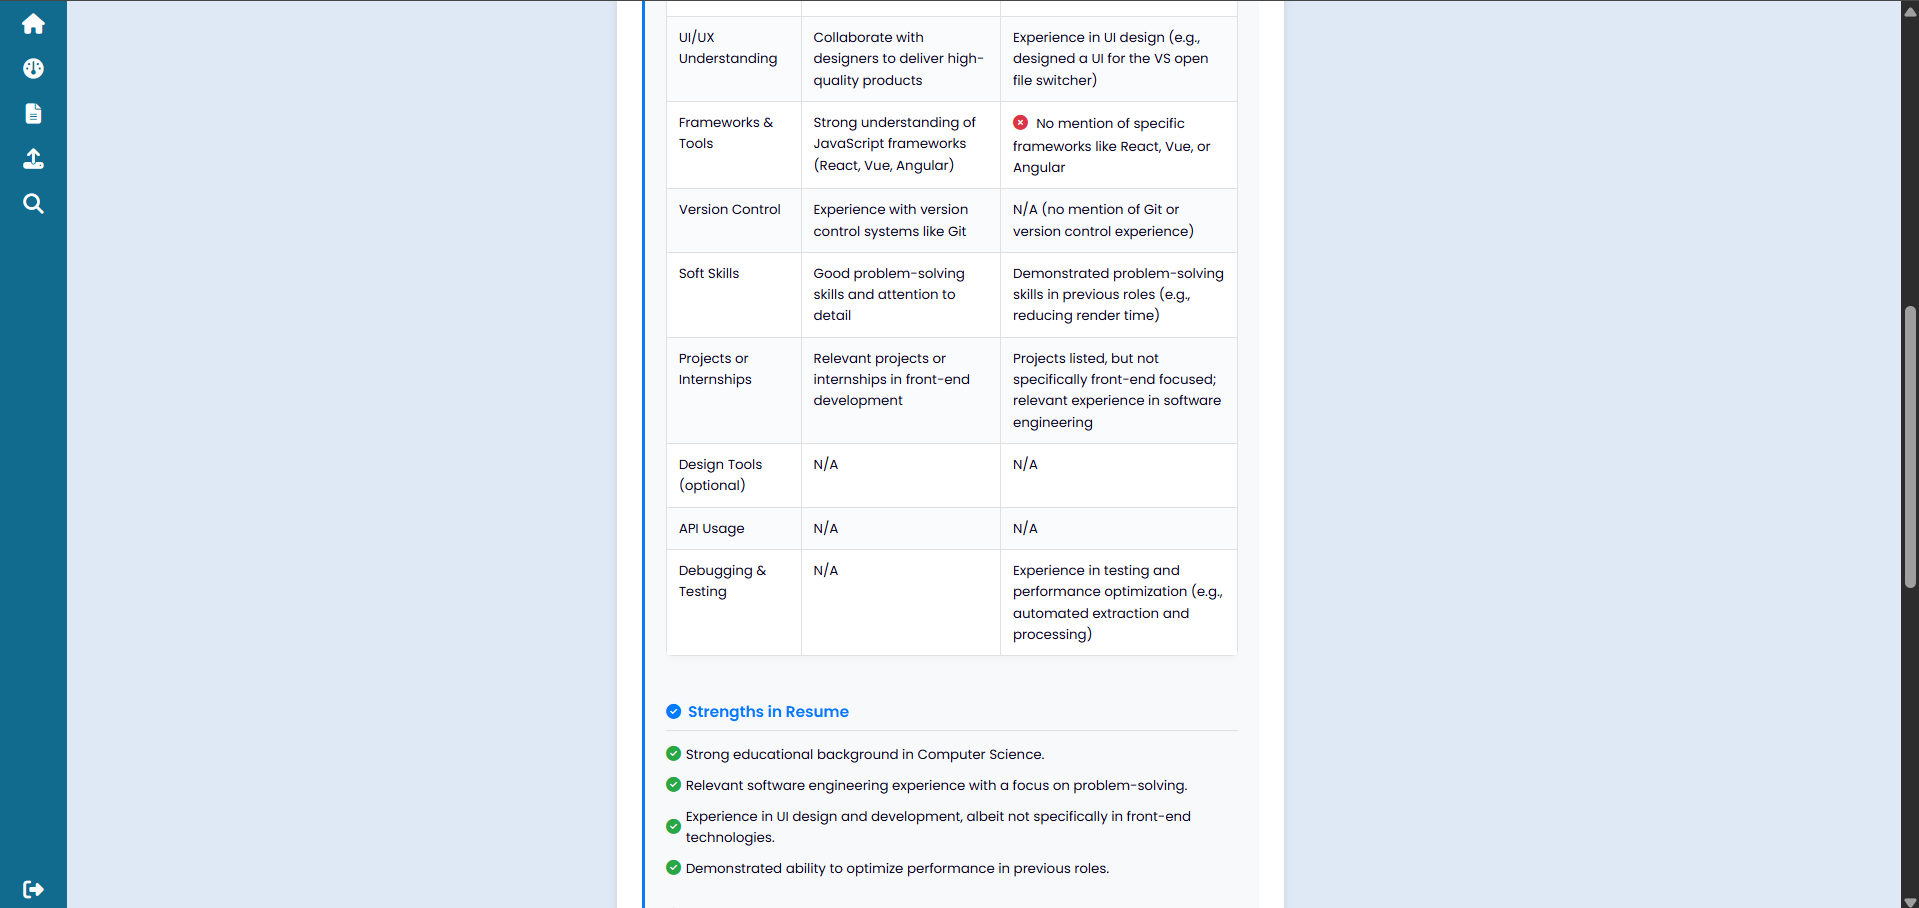 UI/UX
Understanding
Collaborate with
designers to deliver high-
quality products
Experience in UI design (e.g.,
designed a UI for the VS open
file switcher)
Frameworks &
Tools
Strong understanding of
JavaScript frameworks
(React, Vue, Angular)
No mention of specific
frameworks like React, Vue, or
Angular
Version Control
Experience with version
control systems like Git
N/A (no mention of Git or
version control experience)
Soft Skills
Good problem-solving
skills and attention to
detail
Demonstrated problem-solving
skills in previous roles (e.g.,
reducing render time)
Projects or
Internships
Relevant projects or
internships in front-end
development
Projects listed, but not
specifically front-end focused;
relevant experience in software
engineering
Design Tools
(optional)
N/A
N/A
API Usage
N/A
N/A
Debugging &
Testing
N/A
Experience in testing and
performance optimization (e.g.,
automated extraction and
processing)
Strengths in Resume
Strong educational background in Computer Science.
Relevant software engineering experience with a focus on problem-solving.
Experience in UI design and development, albeit not specifically in front-end
technologies.
Demonstrated ability to optimize performance in previous roles.